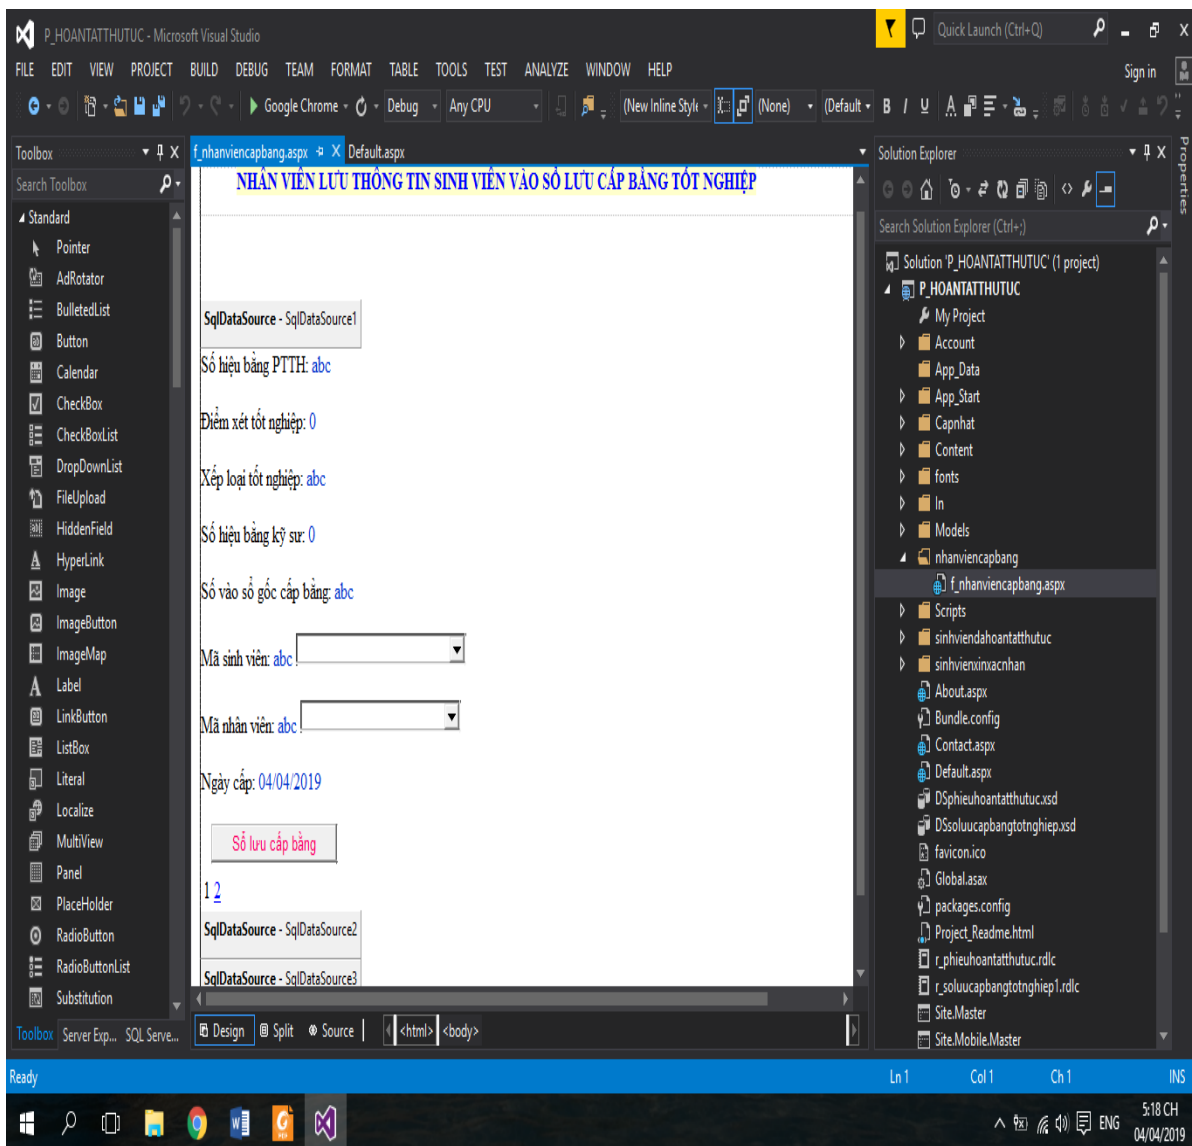 P_HOANTATTHUTUC - Microsoft Visual Studio
Quick Launch (Ctrl+Q)
FILE EDIT VIEW PROJECT BUILD DEBUG TEAM FORMAT TABLE TOOLS TEST ANALYZE WINDOW HELP
Sign in
Google Chrome Debug Any CPU (New Inline Style (None) (Default B I U A
Toolbox
Search Toolbox
Standard
Pointer
AdRotator
BulletedList
Button
Calendar
CheckBox
CheckBoxList
DropDownList
FileUpload
HiddenField
HyperLink
Image
ImageButton
ImageMap
Label
LinkButton
ListBox
Literal
Localize
MultiView
Panel
PlaceHolder
RadioButton
RadioButtonList
Substitution
Toolbox Server Exp... SQL Serve...
f_nhanviencapbang.aspx Default.aspx
NHÂN VIÊN LƯU THÔNG TIN SINH VIÊN VÀO SỔ LƯU CẤP BẰNG TỐT NGHIỆP
SqlDataSource - SqlDataSource1
Số hiệu bằng PTTH: abc
Điểm xét tốt nghiệp: 0
Xếp loại tốt nghiệp: abc
Số hiệu bằng kỹ sư: 0
Số vào sổ gốc cấp bằng: abc
Mã sinh viên: abc
Mã nhân viên: abc
Ngày cấp: 04/04/2019
Sổ lưu cấp bằng
1 2
SqlDataSource - SqlDataSource2
SqlDataSource - SqlDataSource3
Design Split Source <html> <body>
Solution Explorer
Search Solution Explorer (Ctrl+;)
Solution 'P_HOANTATTHUTUC' (1 project)
P_HOANTATTHUTUC
My Project
Account
App_Data
App_Start
Capnhat
Content
fonts
In
Models
nhanviencapbang
f_nhanviencapbang.aspx
Scripts
sinhviendahoantatthutuc
sinhvienxinxacnhan
About.aspx
Bundle.config
Contact.aspx
Default.aspx
DSphieuhoantatthutuc.xsd
DSsoluucapbangtotnghiep.xsd
favicon.ico
Global.asax
packages.config
Project_Readme.html
r_phieuhoantatthutuc.rdlc
r_soluucapbangtotnghiep1.rdlc
Site.Master
Site.Mobile.Master
Properties
Ready Ln 1 Col 1 Ch 1 INS
ENG
5:18 CH
04/04/2019